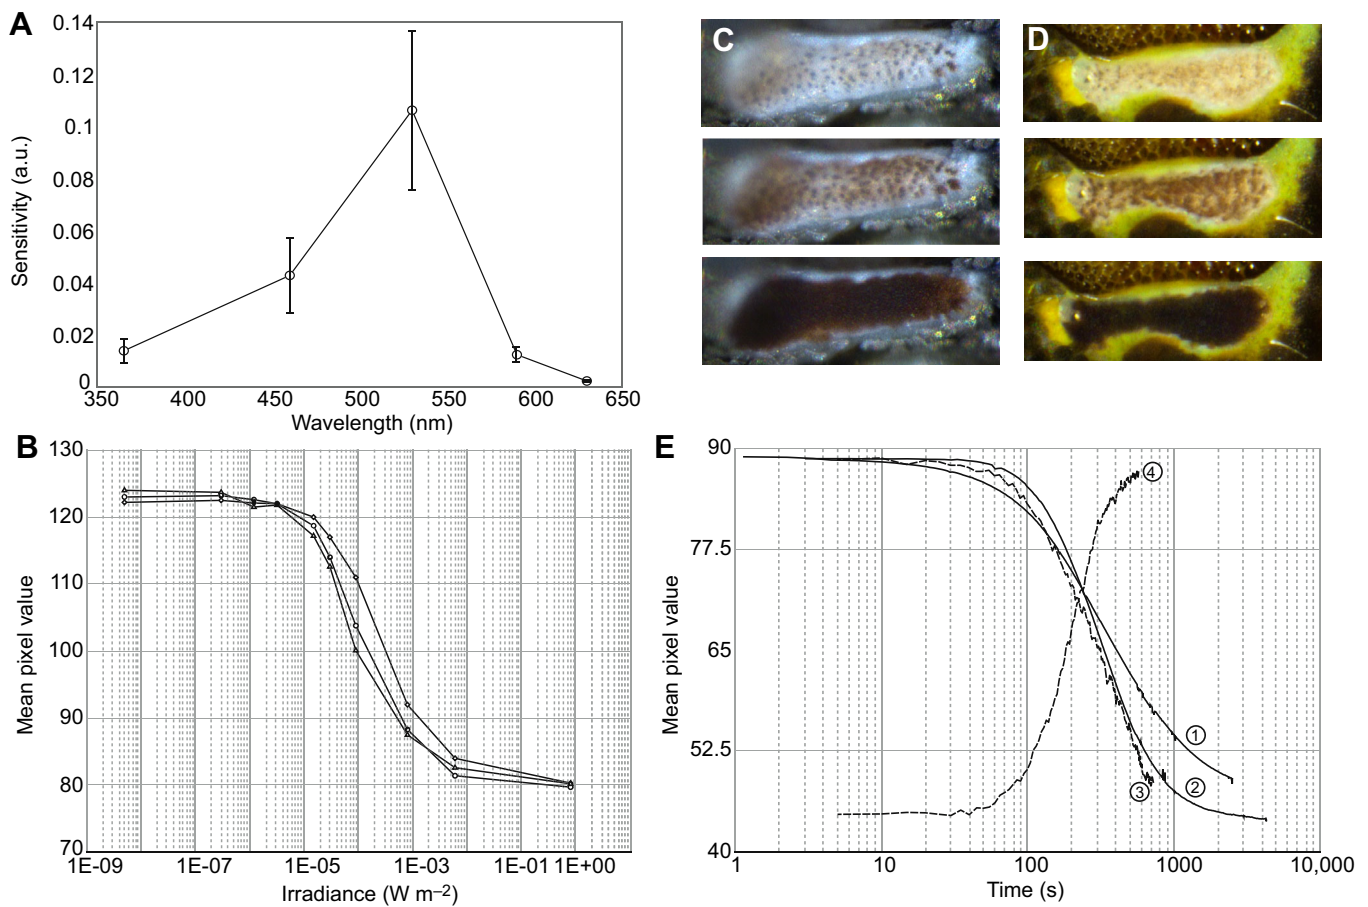 A
0.14
0.12
0.1
0.08
0.06
0.04
0.02
0
Sensitivity (a.u.)
350 400 450 500 550 600 650
Wavelength (nm)
C
D
B
130
120
110
100
90
80
70
Mean pixel value
1E-09 1E-07 1E-05 1E-03 1E-01 1E+00
Irradiance (W m–2)
E
90
77.5
65
52.5
40
Mean pixel value
4
1
2
3
1 10 100 1000 10,000
Time (s)